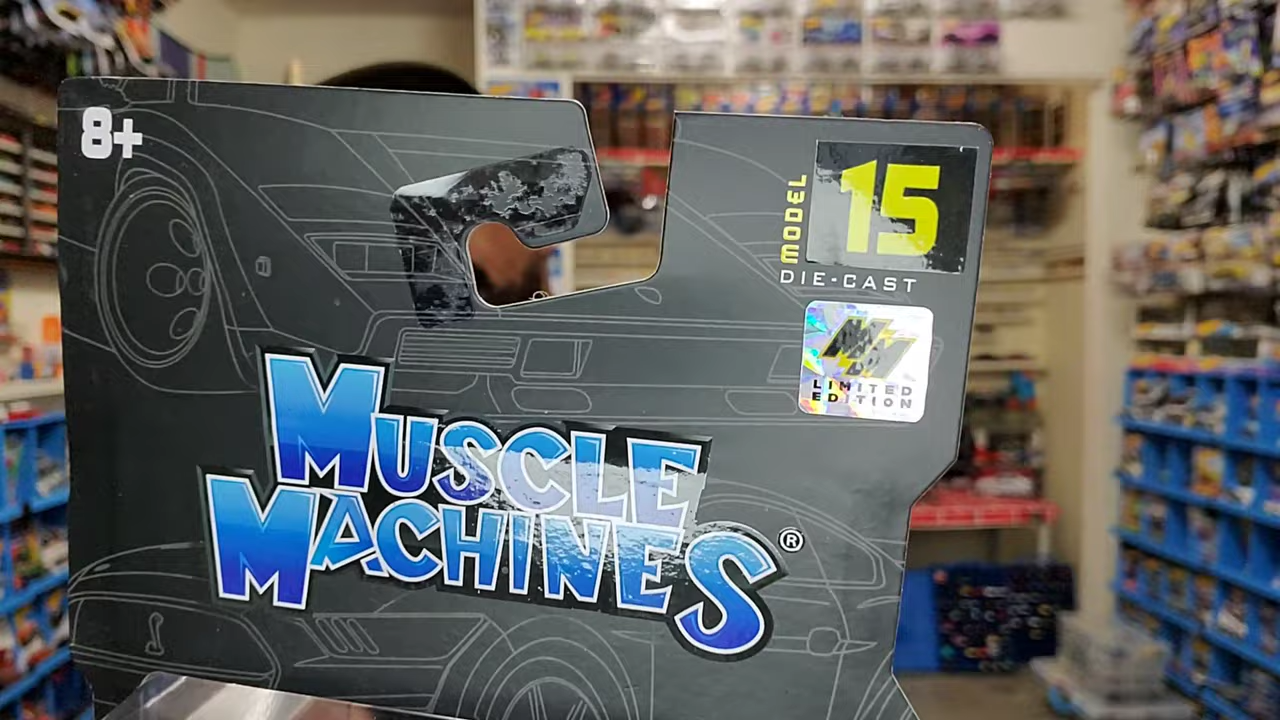 8+
MODEL
15
DIE-CAST
LIMITED
EDITION
MUSCLE
MACHINES®